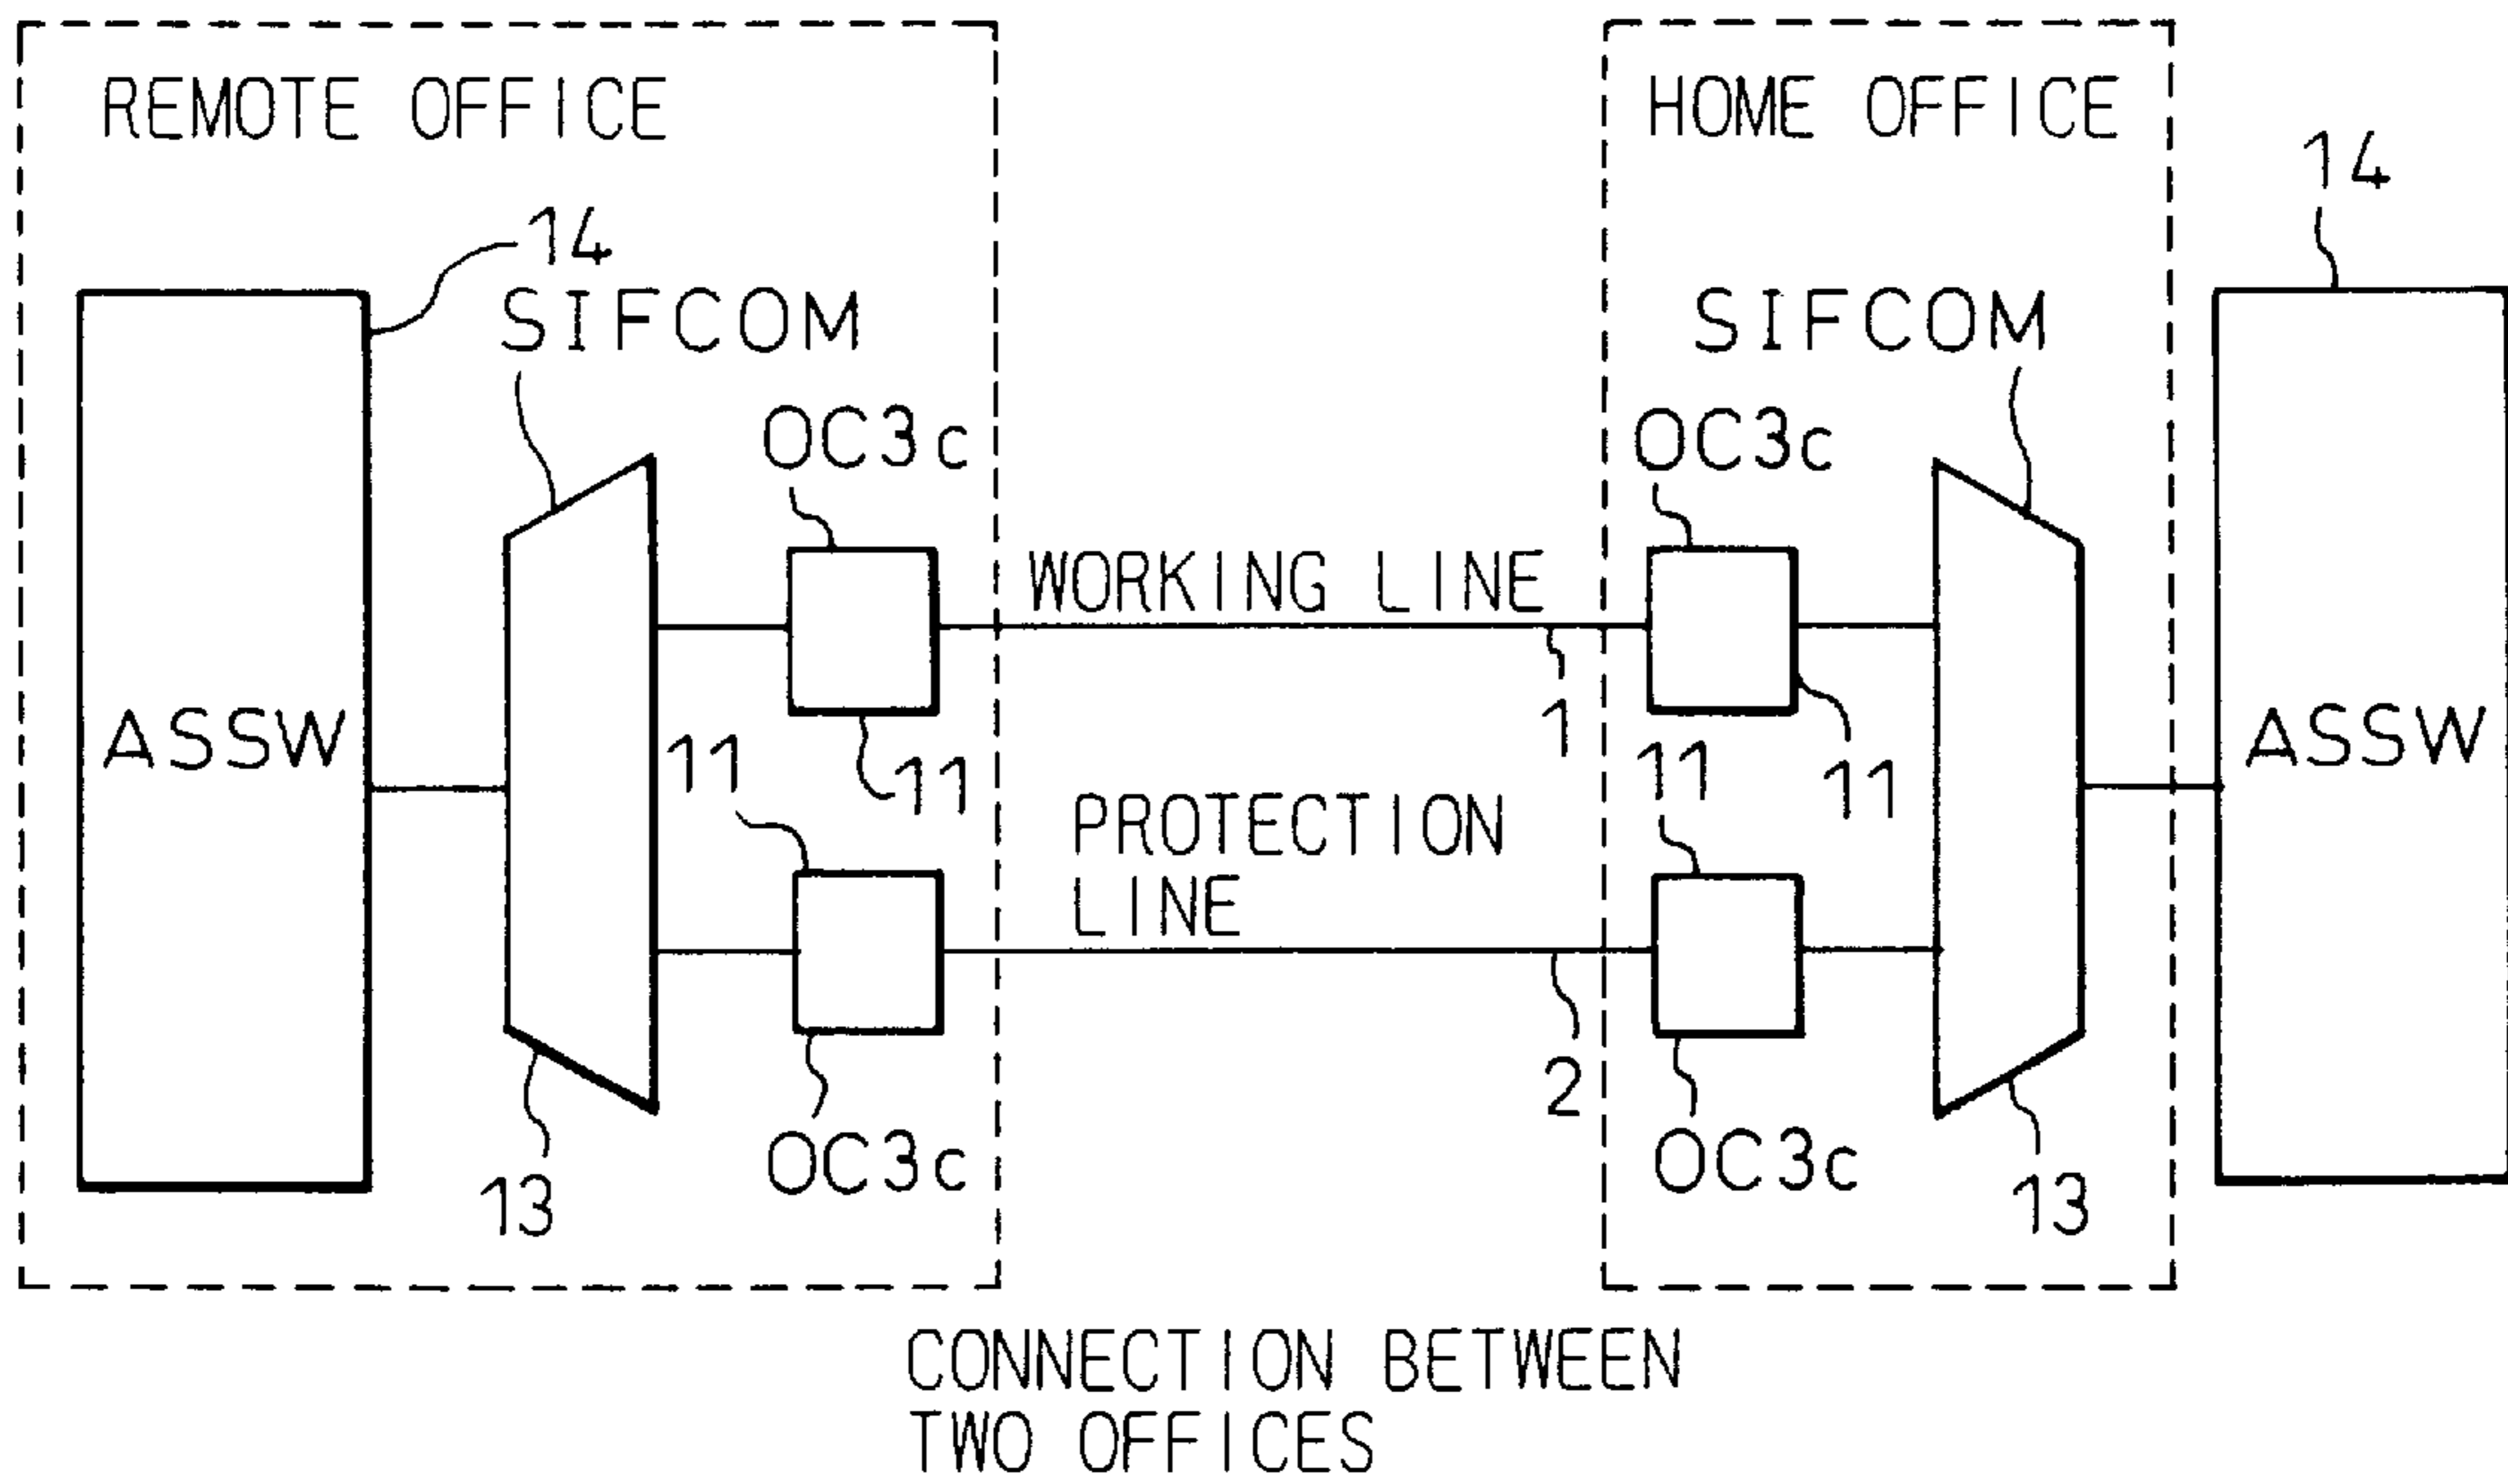 REMOTE OFFICE
HOME OFFICE
14
14
SIFCOM
SIFCOM
OC3c
OC3c
WORKING LINE
1
ASSW
11
11
11
11
ASSW
PROTECTION
LINE
2
13
OC3c
OC3c
13
CONNECTION BETWEEN
TWO OFFICES